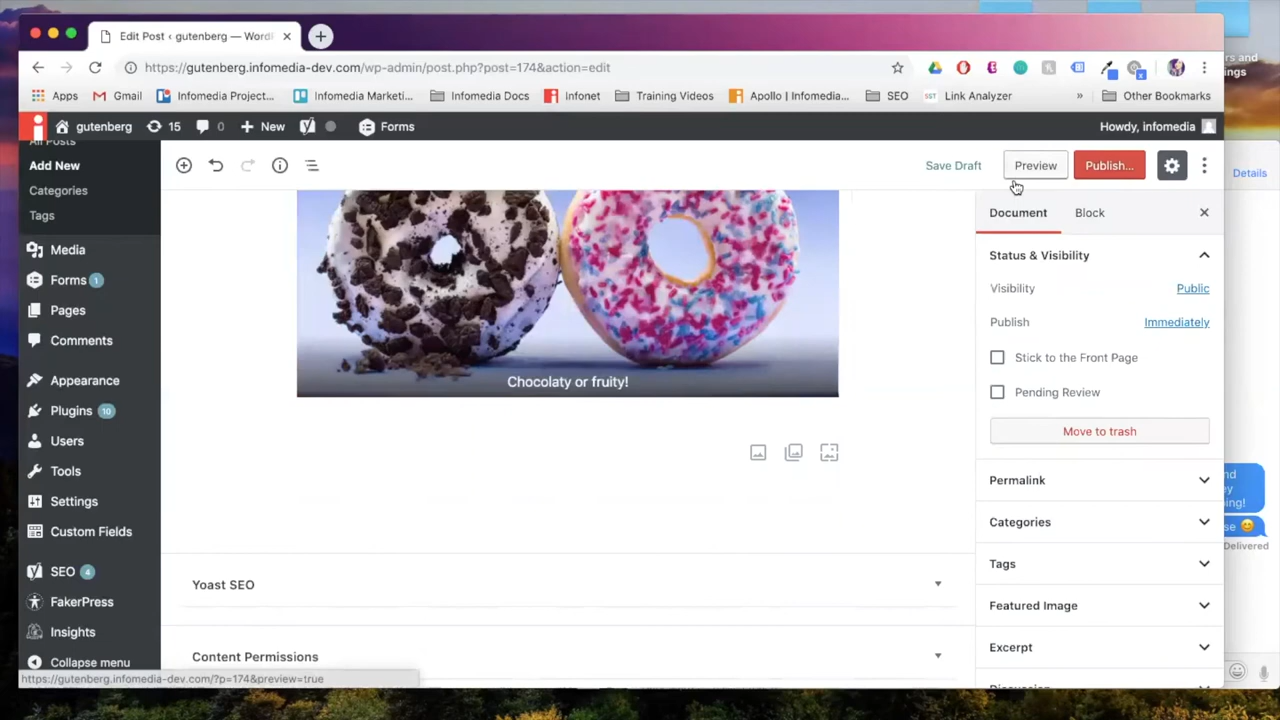 Edit Post ‹ gutenberg — Wordi
https://gutenberg.infomedia-dev.com/wp-admin/post.php?post=174&action=edit
Apps Gmail Infomedia Project... Infomedia Marketi... Infomedia Docs Infonet Training Videos Apollo | Infomedia... SEO SST Link Analyzer » Other Bookmarks
gutenberg 15 0 New Forms Howdy, infomedia
All Posts
Add New
Categories
Tags
Media
Forms 1
Pages
Comments
Appearance
Plugins 10
Users
Tools
Settings
Custom Fields
SEO 4
FakerPress
Insights
Collapse menu
Save Draft Preview Publish...
Chocolaty or fruity!
Yoast SEO
Content Permissions
Document Block
Status & Visibility
Visibility Public
Publish Immediately
Stick to the Front Page
Pending Review
Move to trash
Permalink
Categories
Tags
Featured Image
Excerpt
Discussion
https://gutenberg.infomedia-dev.com/?p=174&preview=true
Details
Delivered